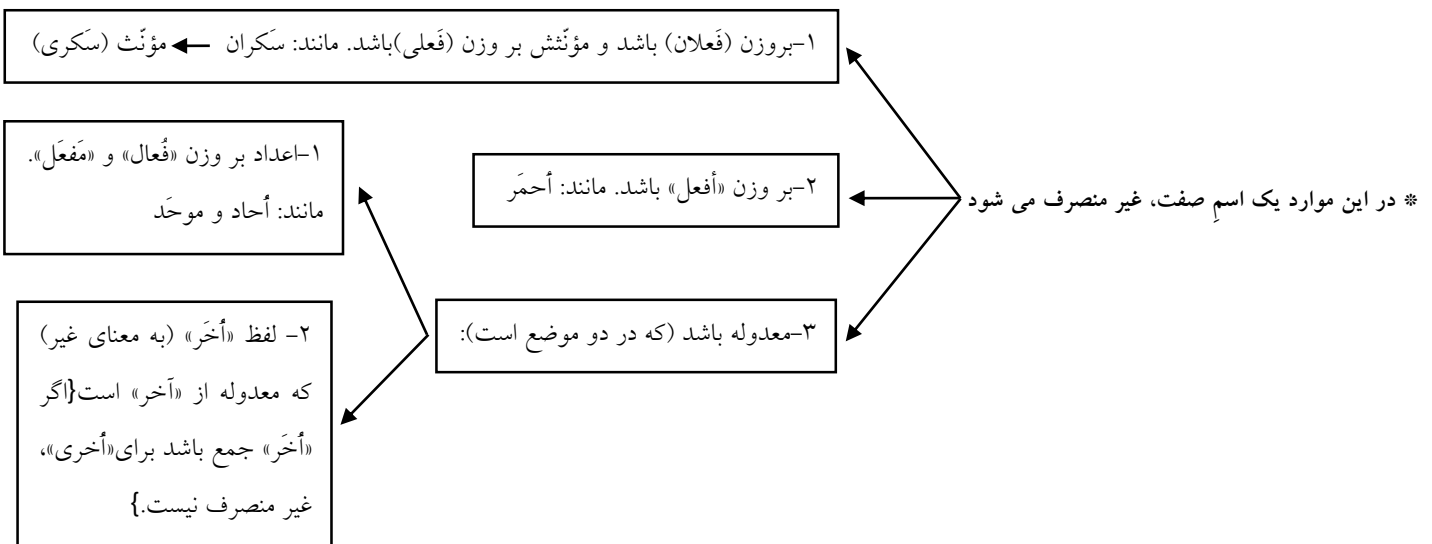 * در این موارد یک اسمِ صفت، غیر منصرف می شود
۱-بروزن (فَعلان) باشد و مؤنّثش بر وزن (فَعلی)باشد. مانند: سَکران ← مؤنّث (سَکری)
۲-بر وزن «أفعل» باشد. مانند: أحمَر
۳-معدوله باشد (که در دو موضع است):
۱-اعداد بر وزن «فُعال» و «مَفعَل».
مانند: أُحاد و موحَد
۲- لفظ «أُخَر» (به معنای غیر)
که معدوله از «آخر» است{اگر
«أُخَر» جمع باشد برای«أُخری»،
غیر منصرف نیست.}